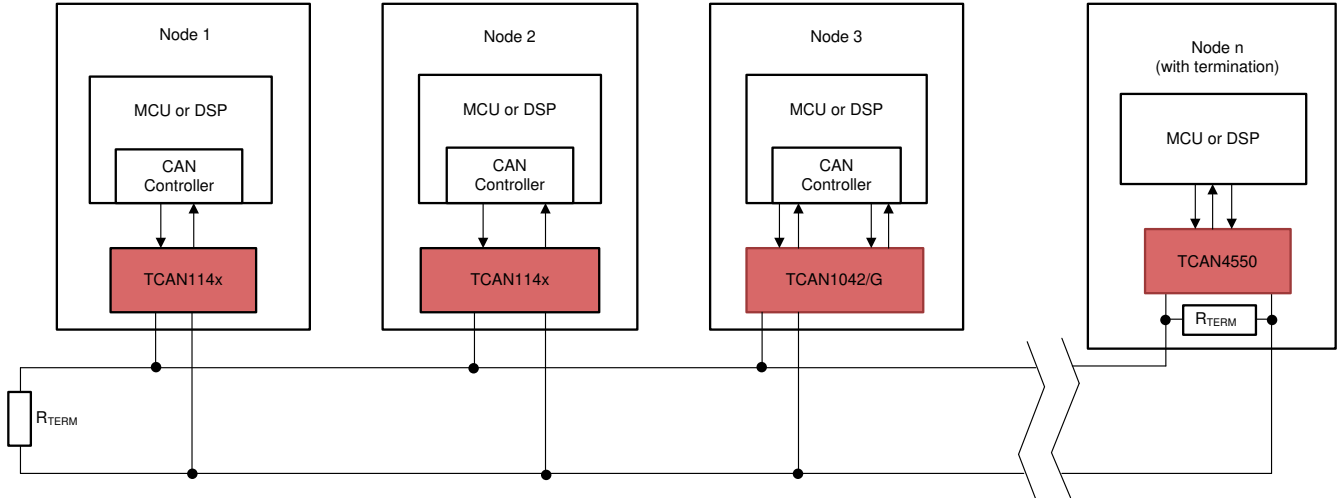 Node 1
MCU or DSP
CAN
Controller
TCAN114x
Node 2
MCU or DSP
CAN
Controller
TCAN114x
Node 3
MCU or DSP
CAN
Controller
TCAN1042/G
Node n
(with termination)
MCU or DSP
TCAN4550
RTERM
RTERM